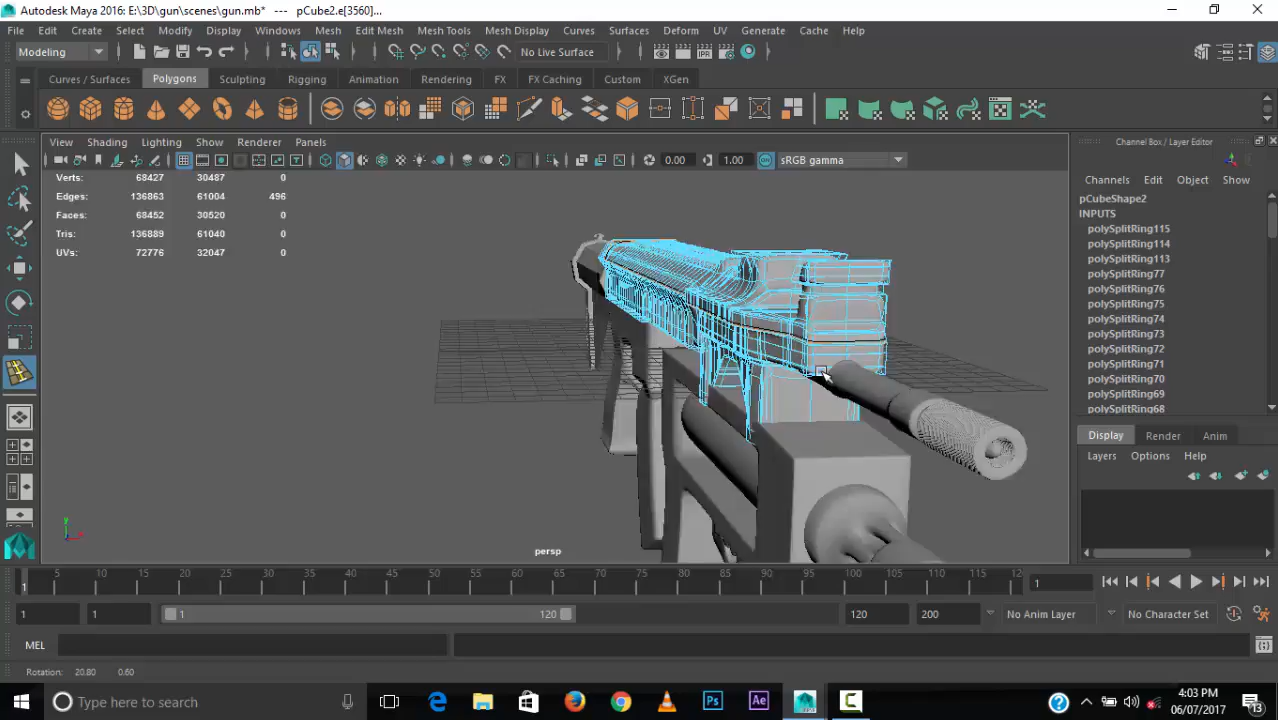 Autodesk Maya 2016: E:\3D\gun\scenes\gun.mb* --- pCube2.e[3560]...
File Edit Create Select Modify Display Windows Mesh Edit Mesh Mesh Tools Mesh Display Curves Surfaces Deform UV Generate Cache Help
Modeling No Live Surface
Curves / Surfaces Polygons Sculpting Rigging Animation Rendering FX FX Caching Custom XGen
View Shading Lighting Show Renderer Panels
0.00 1.00 sRGB gamma
Verts: 68427 30487 0
Edges: 136863 61004 496
Faces: 68452 30520 0
Tris: 136889 61040 0
UVs: 72776 32047 0
persp
Channel Box / Layer Editor
Channels Edit Object Show
pCubeShape2
INPUTS
polySplitRing115
polySplitRing114
polySplitRing113
polySplitRing77
polySplitRing76
polySplitRing75
polySplitRing74
polySplitRing73
polySplitRing72
polySplitRing71
polySplitRing70
polySplitRing69
polySplitRing68
Display Render Anim
Layers Options Help
1 5 10 15 20 25 30 35 40 45 50 55 60 65 70 75 80 85 90 95 100 105 110 115 12 1
1 1 1 120 120 200 No Anim Layer No Character Set
MEL
Rotation: 20.80 0.60
Type here to search
Ps Ae
4:03 PM
06/07/2017
13